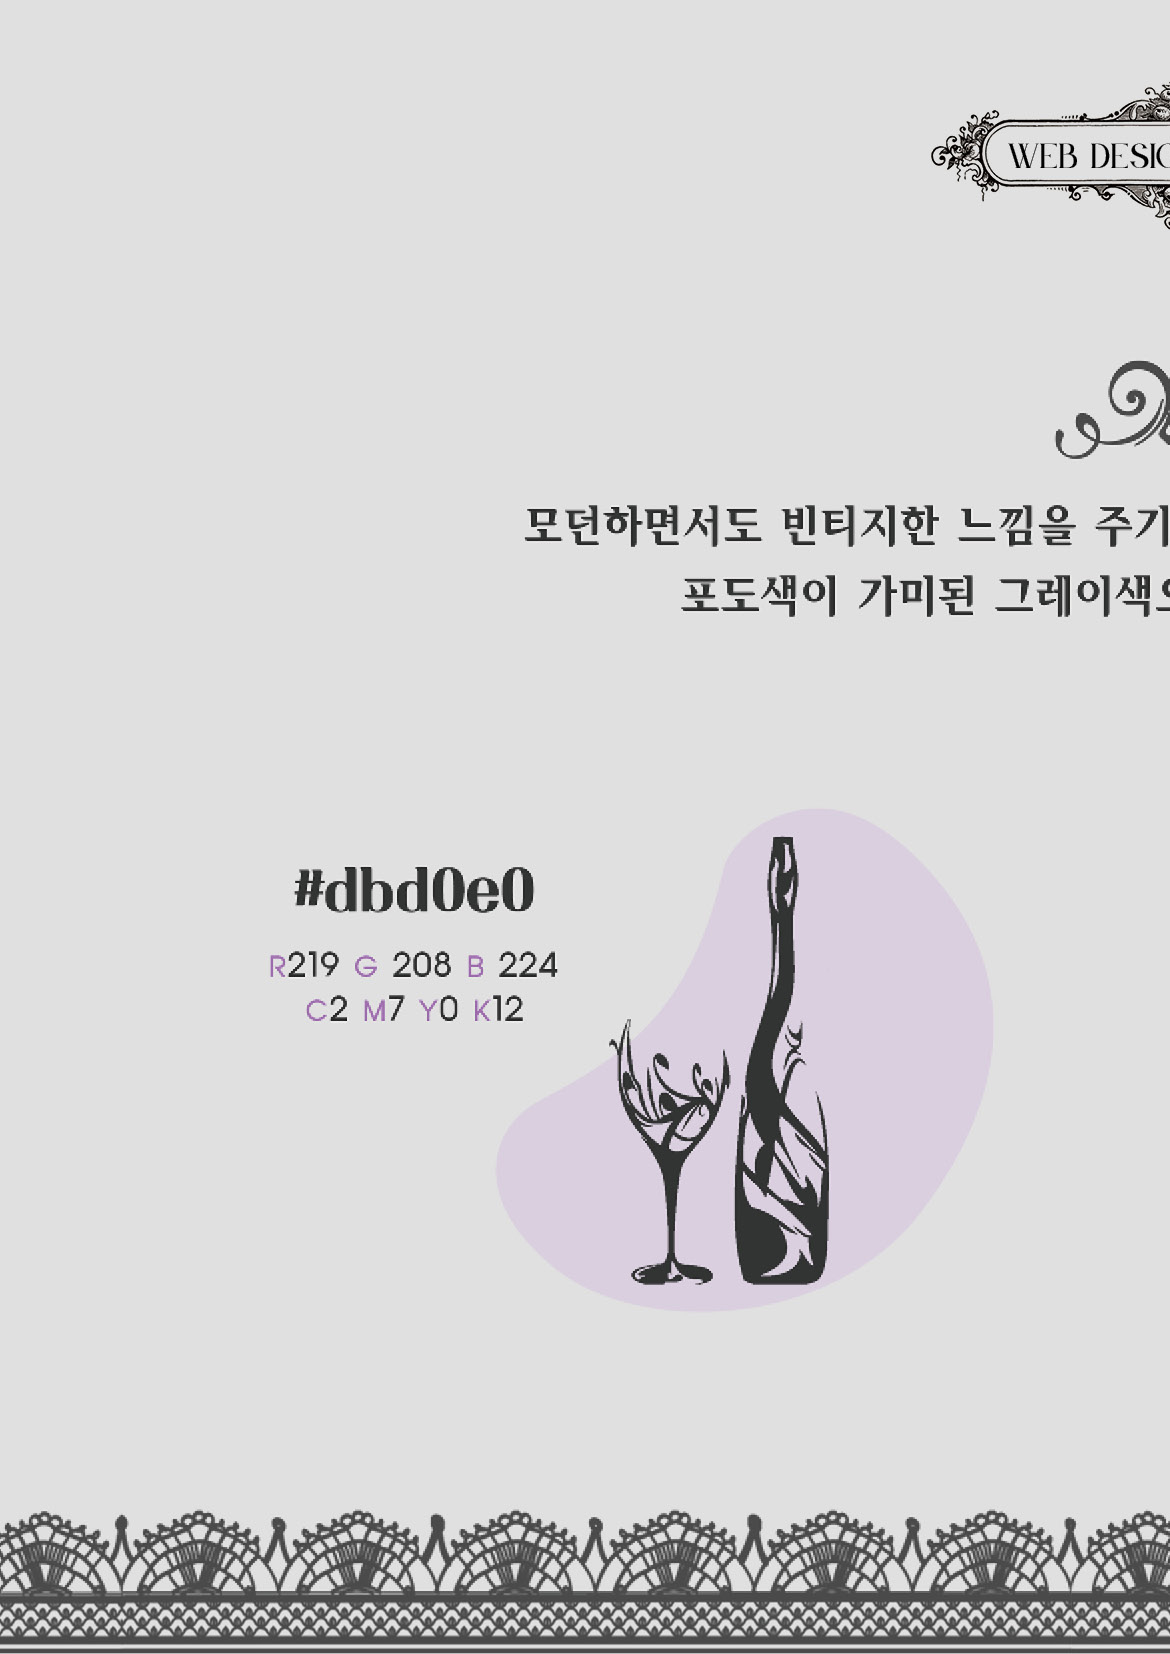 WEB DESIG
모던하면서도 빈티지한 느낌을 주기
포도색이 가미된 그레이색으
#dbd0e0
R219 G 208 B 224
C2 M7 Y0 K12